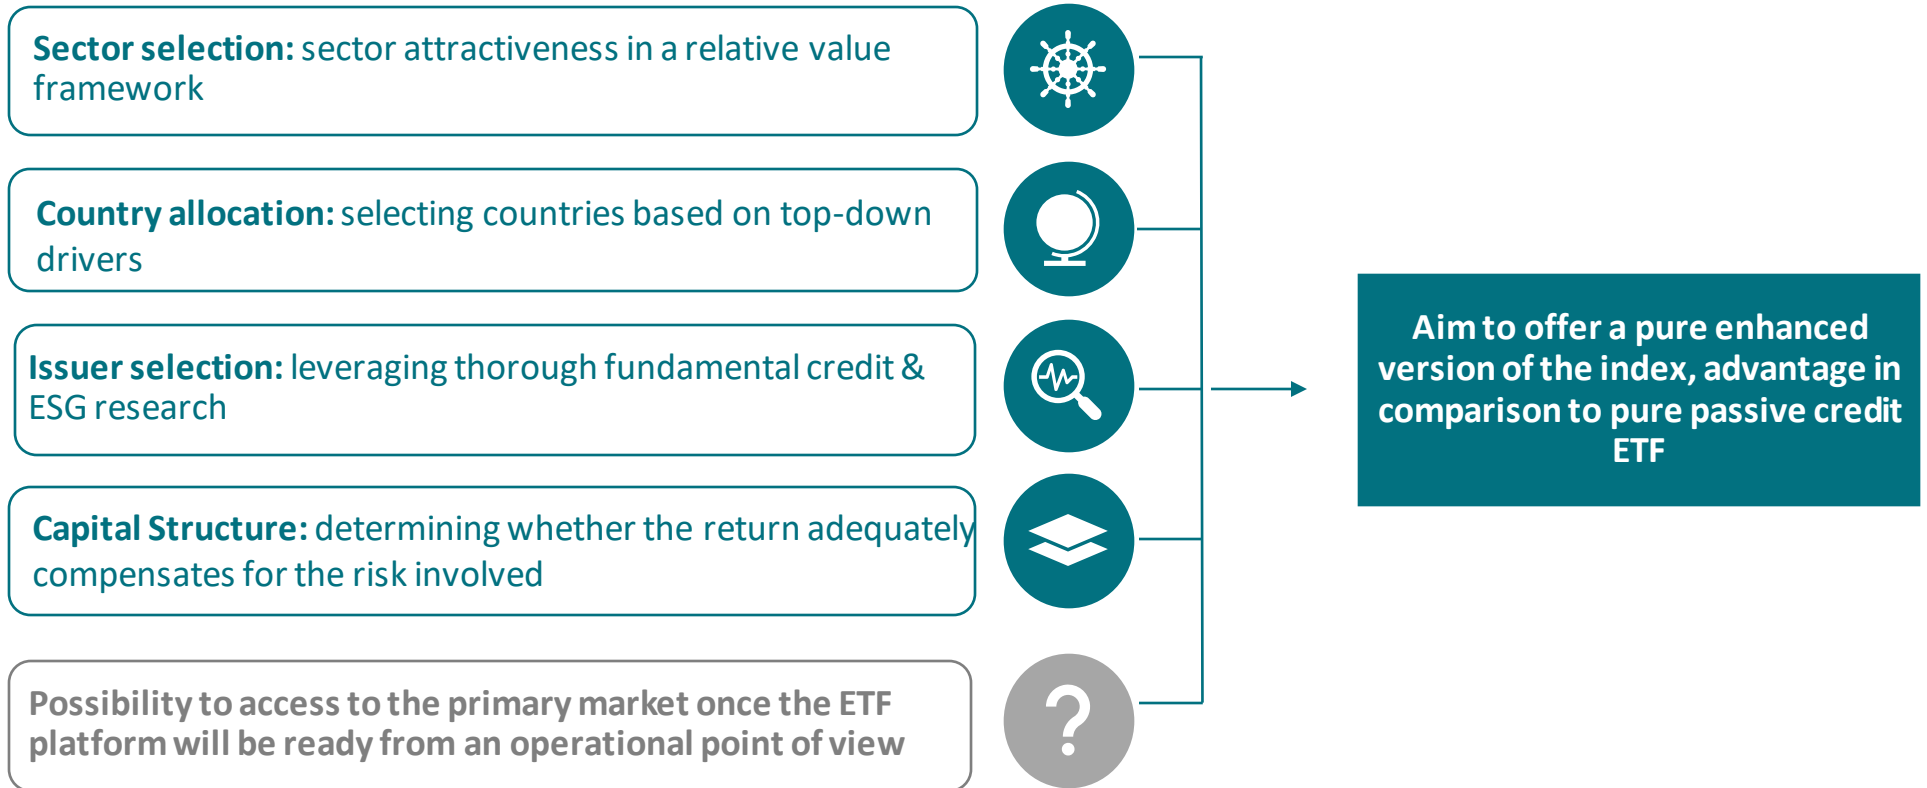 Sector selection: sector attractiveness in a relative value
framework
Country allocation: selecting countries based on top-down
drivers
Issuer selection: leveraging thorough fundamental credit &
ESG research
Capital Structure: determining whether the return adequately
compensates for the risk involved
Possibility to access to the primary market once the ETF
platform will be ready from an operational point of view
?
Aim to offer a pure enhanced
version of the index, advantage in
comparison to pure passive credit
ETF